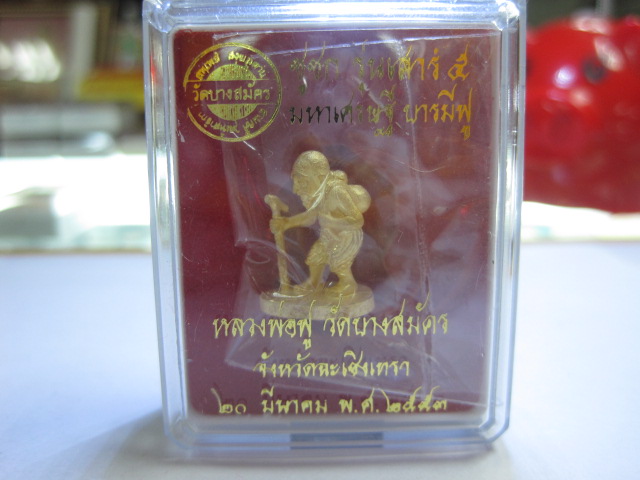 วัดบางสมัคร
ชูชก รุ่นเสาร์ ๕
มหาเศรษฐี บารมีฟู
หลวงพ่อฟู วัดบางสมัคร
จังหวัดฉะเชิงเทรา
๒๐ มีนาคม พ.ศ.๒๕๕๓